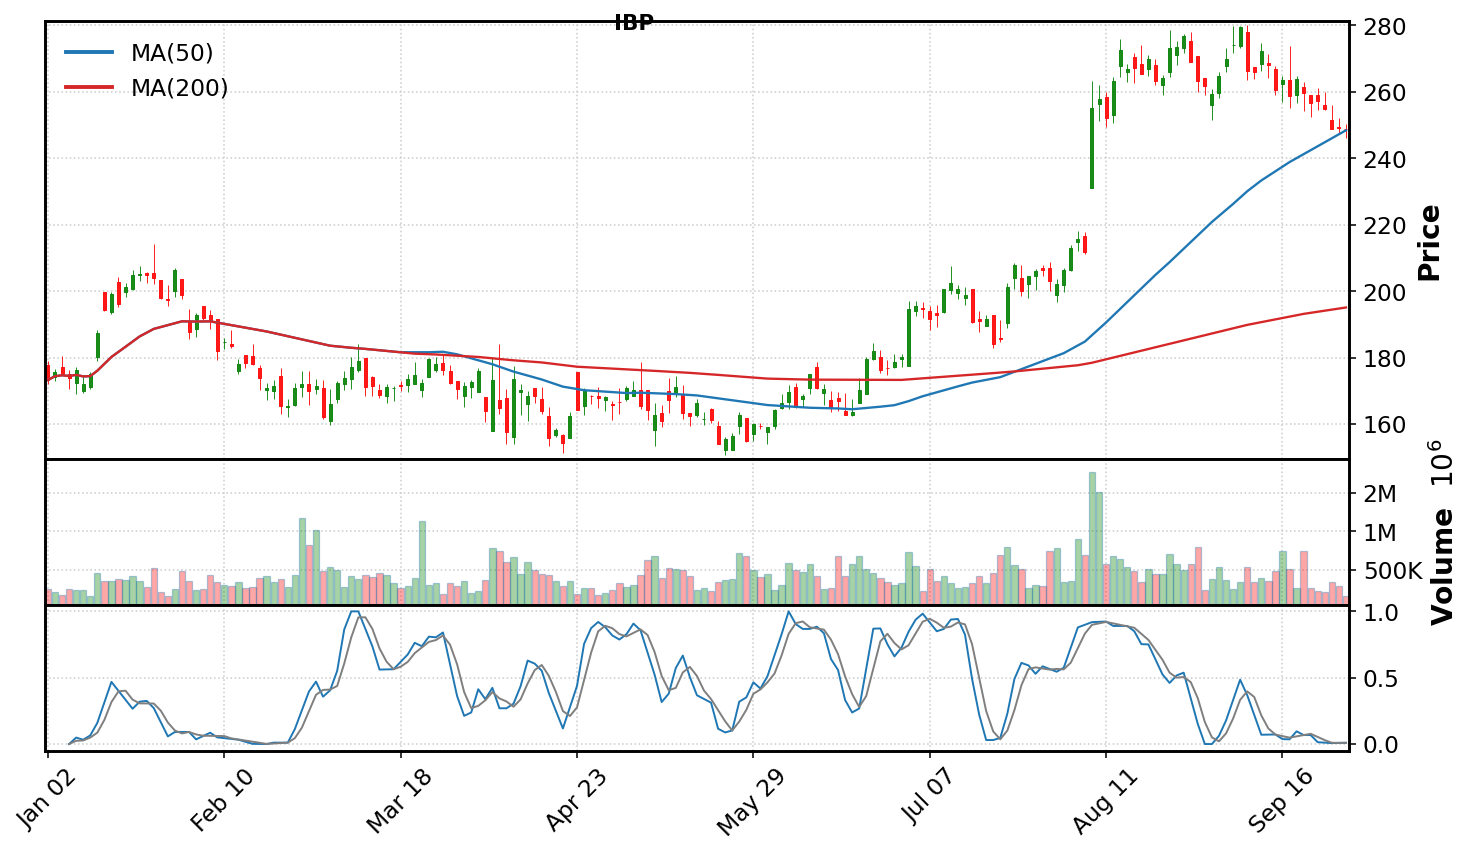 IBP
MA(50)
MA(200)
280
260
240
220
200
180
160
Price
2M
1M
500K
Volume 10^6
1.0
0.5
0.0
Jan 02
Feb 10
Mar 18
Apr 23
May 29
Jul 07
Aug 11
Sep 16